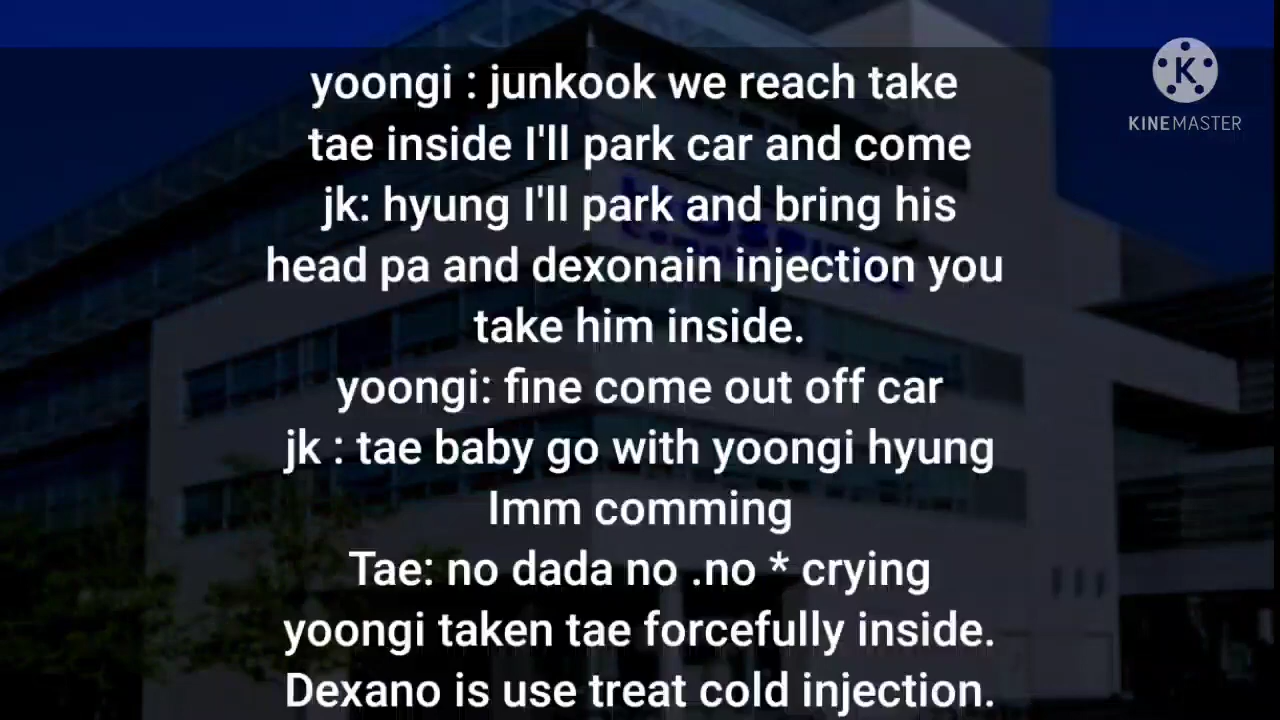 yoongi : junkook we reach take
tae inside I'll park car and come
jk: hyung I'll park and bring his
head pa and dexonain injection you
take him inside.
yoongi: fine come out off car
jk : tae baby go with yoongi hyung
Imm comming
Tae: no dada no .no * crying
yoongi taken tae forcefully inside.
Dexano is use treat cold injection.
K
KINEMASTER